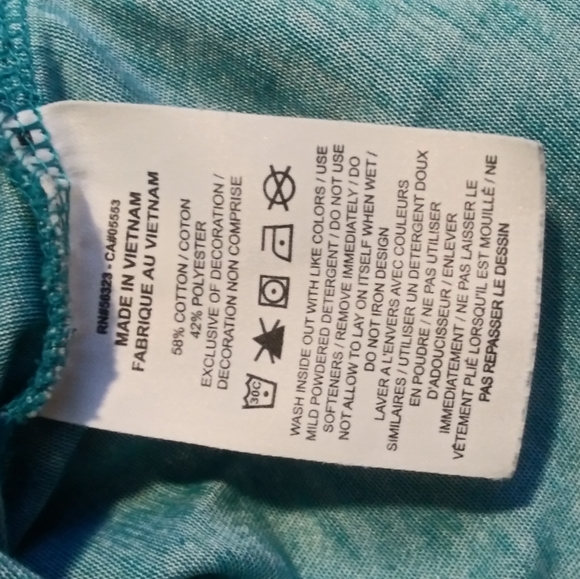 RN#56323 - CA#05553
MADE IN VIETNAM
FABRIQUE AU VIETNAM
58% COTTON / COTON
42% POLYESTER
EXCLUSIVE OF DECORATION /
DECORATION NON COMPRISE
30C
WASH INSIDE OUT WITH LIKE COLORS / USE
MILD POWDERED DETERGENT / DO NOT USE
SOFTENERS / REMOVE IMMEDIATELY / DO
NOT ALLOW TO LAY ON ITSELF WHEN WET /
DO NOT IRON DESIGN
LAVER A L'ENVERS AVEC COULEURS
SIMILAIRES / UTILISER UN DETERGENT DOUX
EN POUDRE / NE PAS UTILISER
D'ADOUCISSEUR / ENLEVER
IMMEDIATEMENT / NE PAS LAISSER LE
VÊTEMENT PLIÉ LORSQU'IL EST MOUILLÉ / NE
PAS REPASSER LE DESSIN